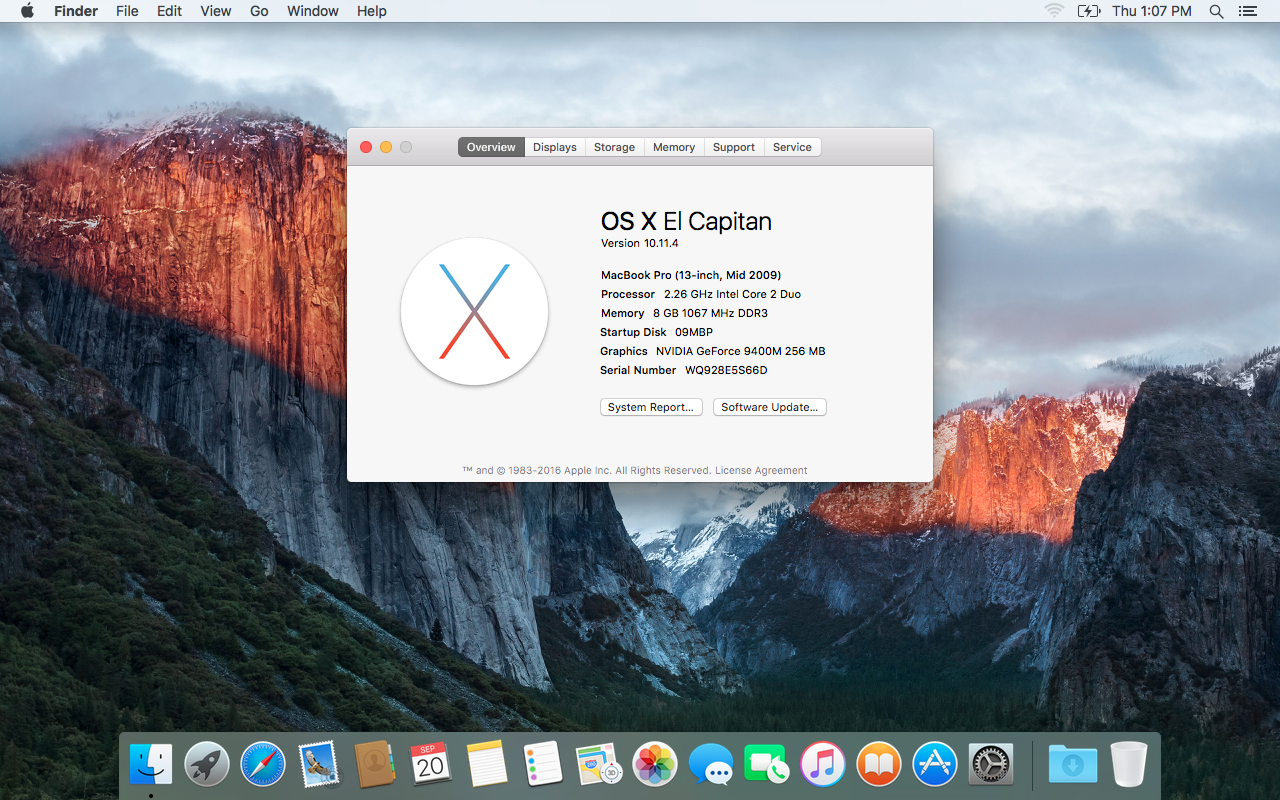 Finder File Edit View Go Window Help Thu 1:07 PM
Overview Displays Storage Memory Support Service
OS X El Capitan
Version 10.11.4
MacBook Pro (13-inch, Mid 2009)
Processor 2.26 GHz Intel Core 2 Duo
Memory 8 GB 1067 MHz DDR3
Startup Disk 09MBP
Graphics NVIDIA GeForce 9400M 256 MB
Serial Number WQ928E5S66D
System Report... Software Update...
™ and © 1983-2016 Apple Inc. All Rights Reserved. License Agreement
SEP
20
3D